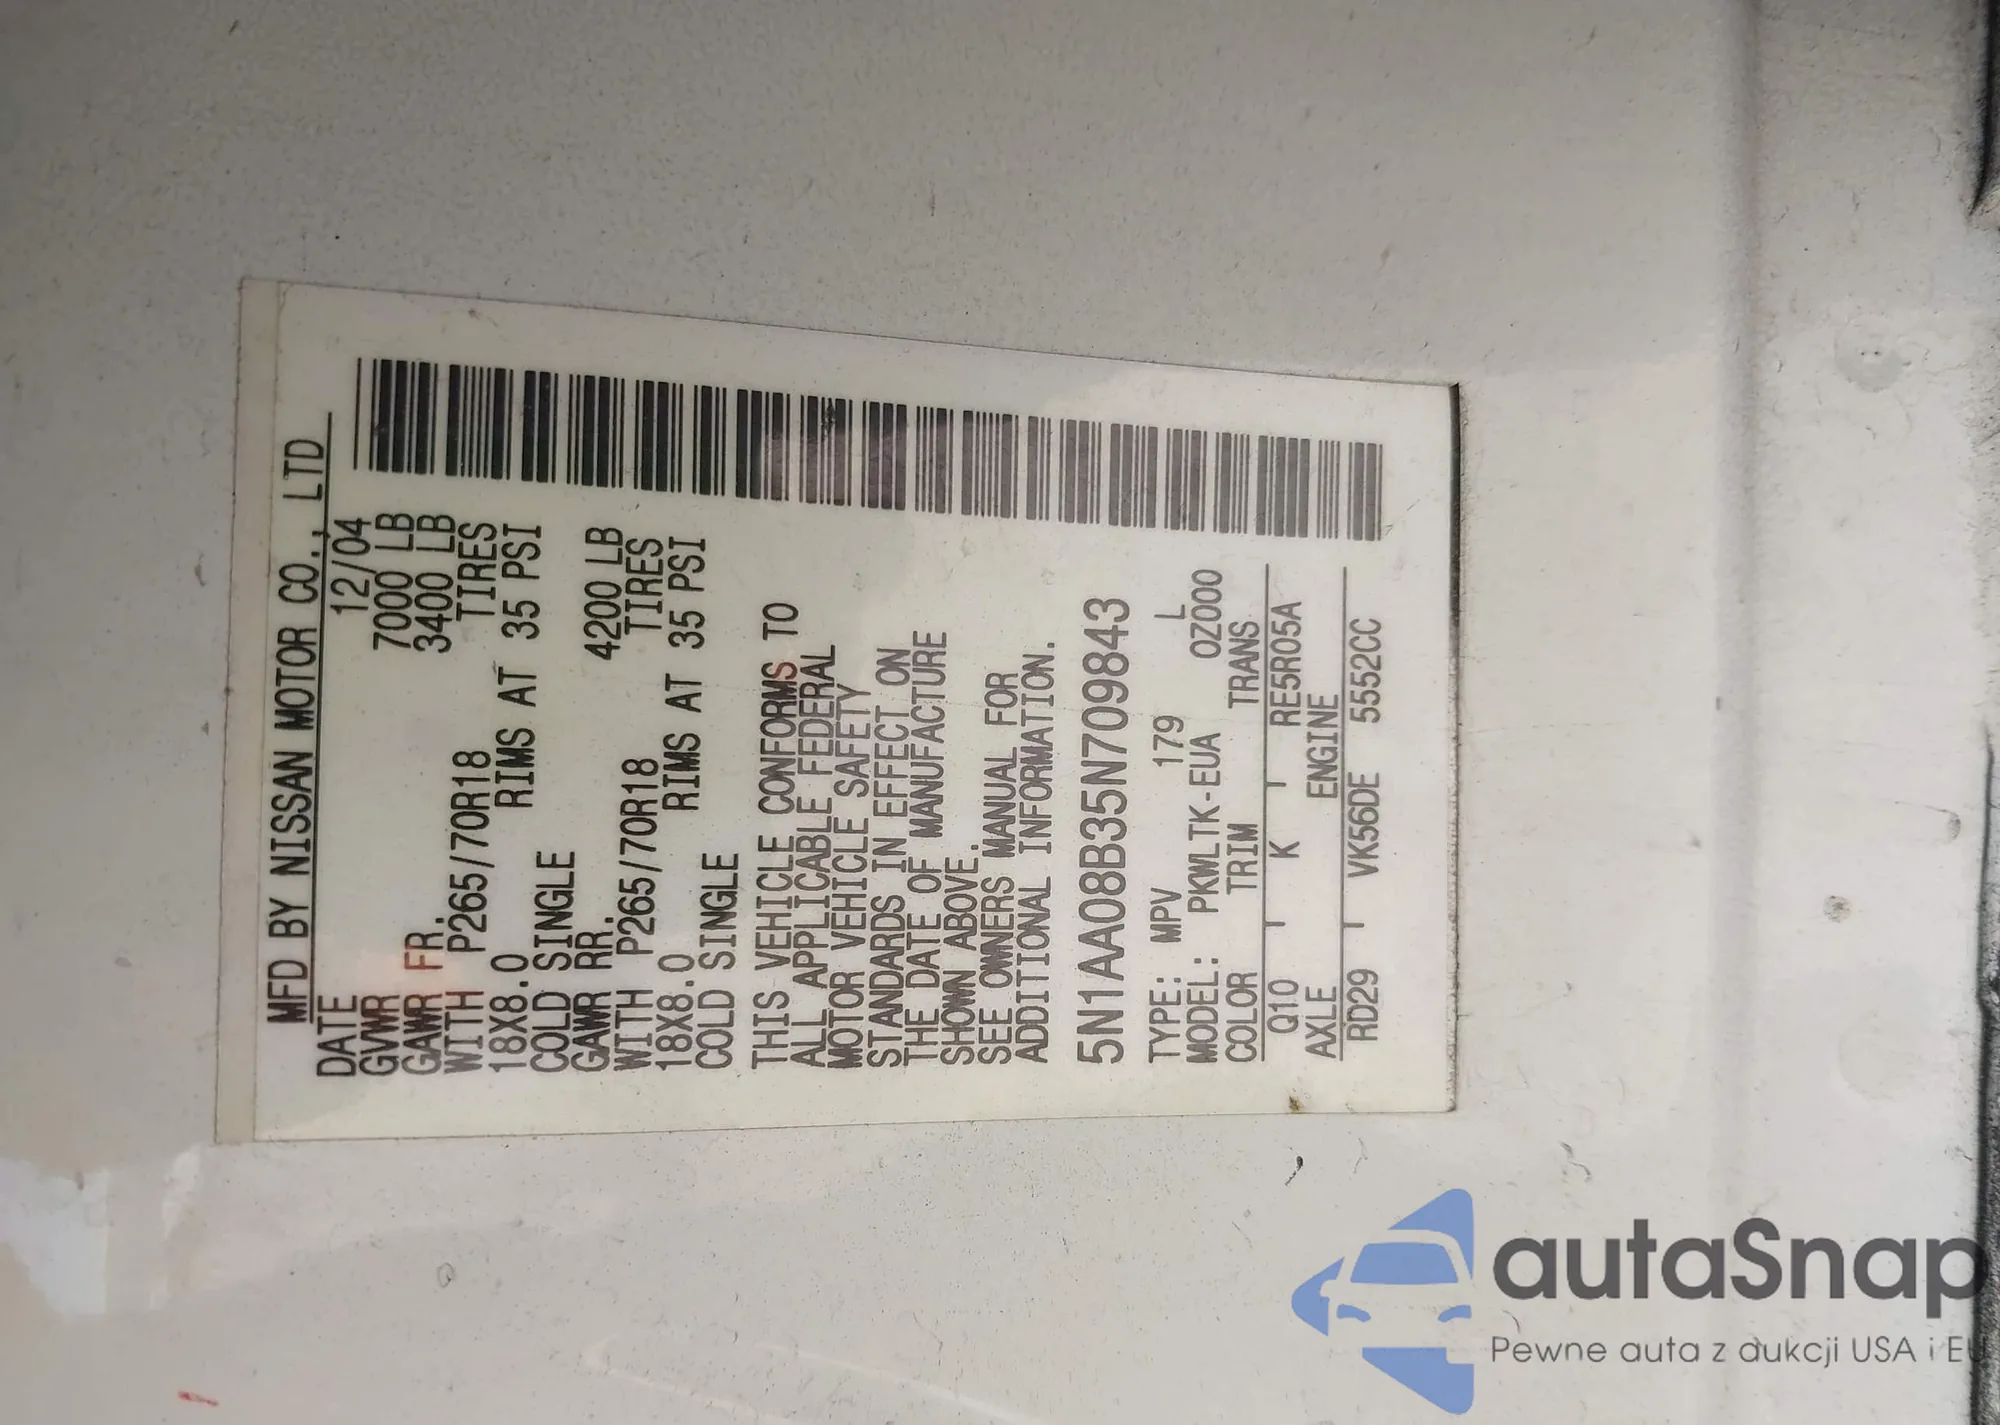 MFD BY NISSAN MOTOR CO., LTD
DATE 12/04
GVWR 7000 LB
GAWR FR. 3400 LB
WITH P265/70R18 TIRES
18X8.0 RIMS AT 35 PSI
COLD SINGLE
GAWR RR. 4200 LB
WITH P265/70R18 TIRES
18X8.0 RIMS AT 35 PSI
COLD SINGLE
THIS VEHICLE CONFORMS TO
ALL APPLICABLE FEDERAL
MOTOR VEHICLE SAFETY
STANDARDS IN EFFECT ON
THE DATE OF MANUFACTURE
SHOWN ABOVE.
SEE OWNERS MANUAL FOR
ADDITIONAL INFORMATION.
5N1AA08B35N709843
TYPE: MPV 179 L
MODEL: PKWLTK-EUA 0Z000
COLOR TRIM TRANS
Q10 K RE5R05A
AXLE ENGINE
RD29 VK56DE 5552CC
autaSnap
Pewne auta z aukcji USA i EU